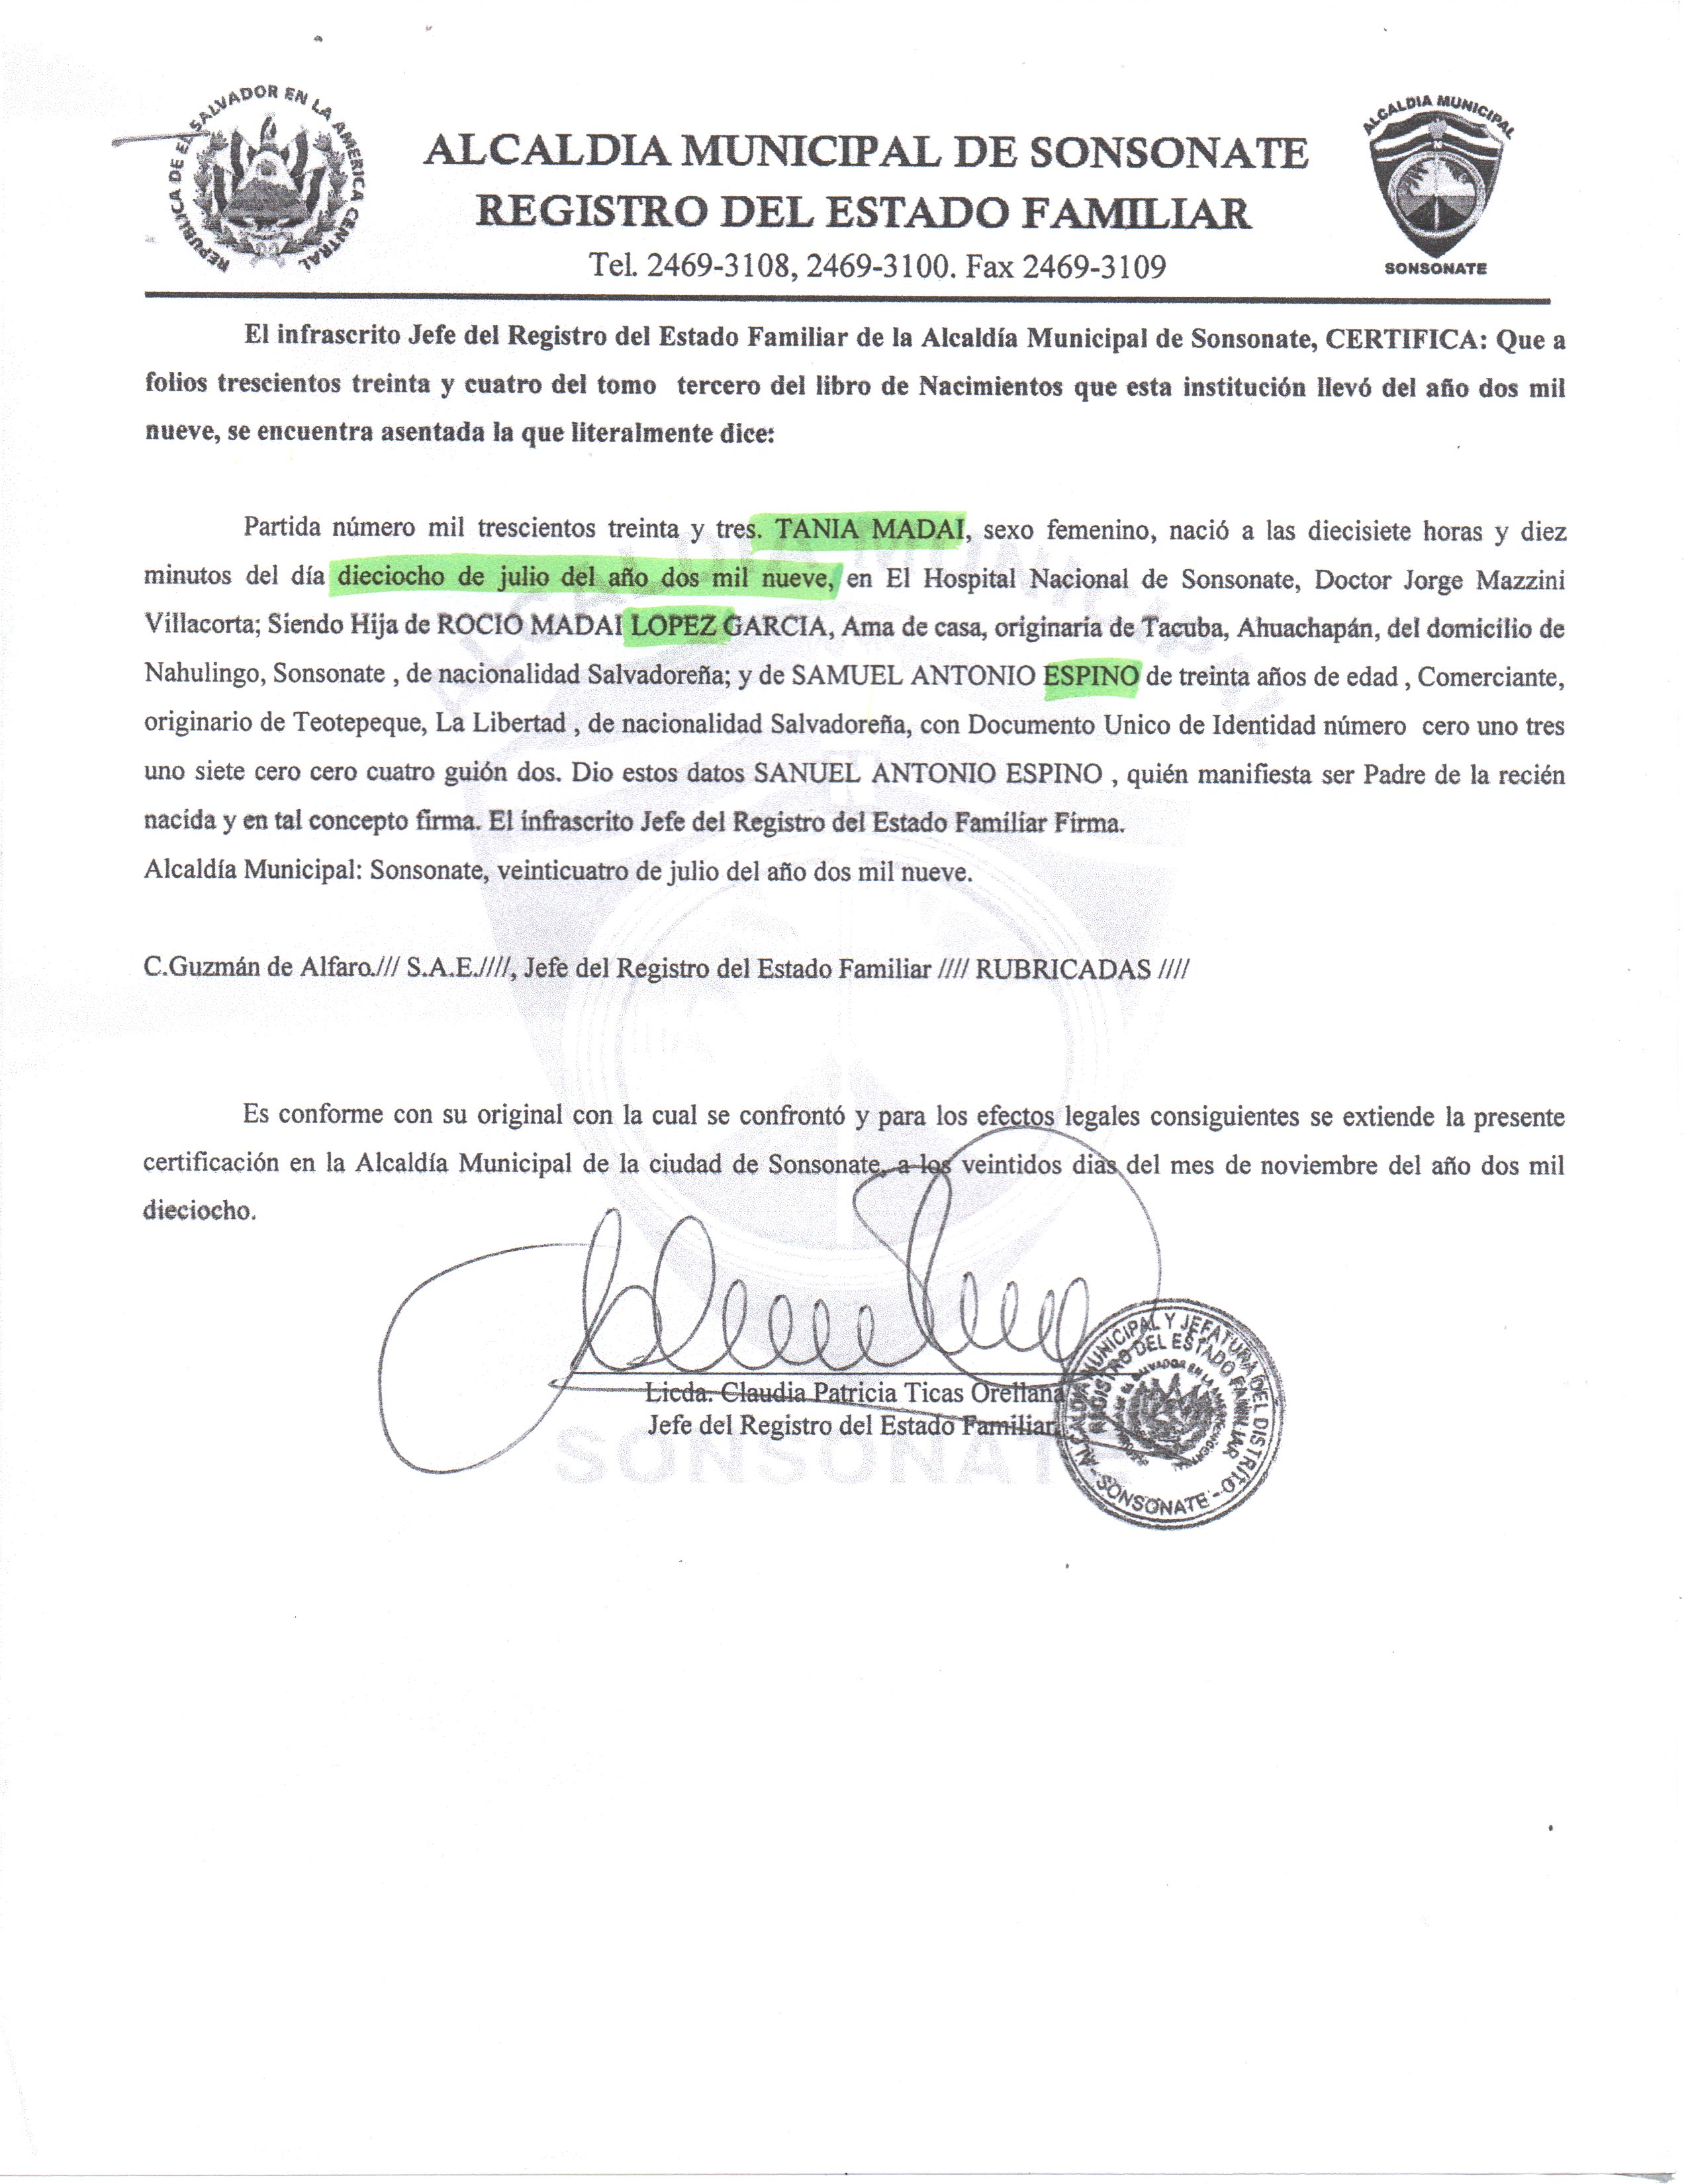 REPUBLICA DE EL SALVADOR EN LA AMERICA CENTRAL
ALCALDIA MUNICIPAL DE SONSONATE
REGISTRO DEL ESTADO FAMILIAR
Tel. 2469-3108, 2469-3100. Fax 2469-3109
ALCALDIA MUNICIPAL
SONSONATE
El infrascrito Jefe del Registro del Estado Familiar de la Alcaldía Municipal de Sonsonate, CERTIFICA: Que a
folios trescientos treinta y cuatro del tomo tercero del libro de Nacimientos que esta institución llevó del año dos mil
nueve, se encuentra asentada la que literalmente dice:
Partida número mil trescientos treinta y tres. TANIA MADAI, sexo femenino, nació a las diecisiete horas y diez
minutos del día dieciocho de julio del año dos mil nueve, en El Hospital Nacional de Sonsonate, Doctor Jorge Mazzini
Villacorta; Siendo Hija de ROCIO MADAI LOPEZ GARCIA, Ama de casa, originaria de Tacuba, Ahuachapán, del domicilio de
Nahulingo, Sonsonate , de nacionalidad Salvadoreña; y de SAMUEL ANTONIO ESPINO de treinta años de edad , Comerciante,
originario de Teotepeque, La Libertad , de nacionalidad Salvadoreña, con Documento Unico de Identidad número cero uno tres
uno siete cero cero cuatro guión dos. Dio estos datos SANUEL ANTONIO ESPINO , quién manifiesta ser Padre de la recién
nacida y en tal concepto firma. El infrascrito Jefe del Registro del Estado Familiar Firma.
Alcaldía Municipal: Sonsonate, veinticuatro de julio del año dos mil nueve.
C.Guzmán de Alfaro./// S.A.E.////, Jefe del Registro del Estado Familiar //// RUBRICADAS ////
Es conforme con su original con la cual se confrontó y para los efectos legales consiguientes se extiende la presente
certificación en la Alcaldía Municipal de la ciudad de Sonsonate, a los veintidos dias del mes de noviembre del año dos mil
dieciocho.
Licda. Claudia Patricia Ticas Orellana
Jefe del Registro del Estado Familiar
SONSONATE
ALCALDIA MUNICIPAL Y JEFATURA DEL DISTRITO
REGISTRO DEL ESTADO FAMILIAR
- SONSONATE -